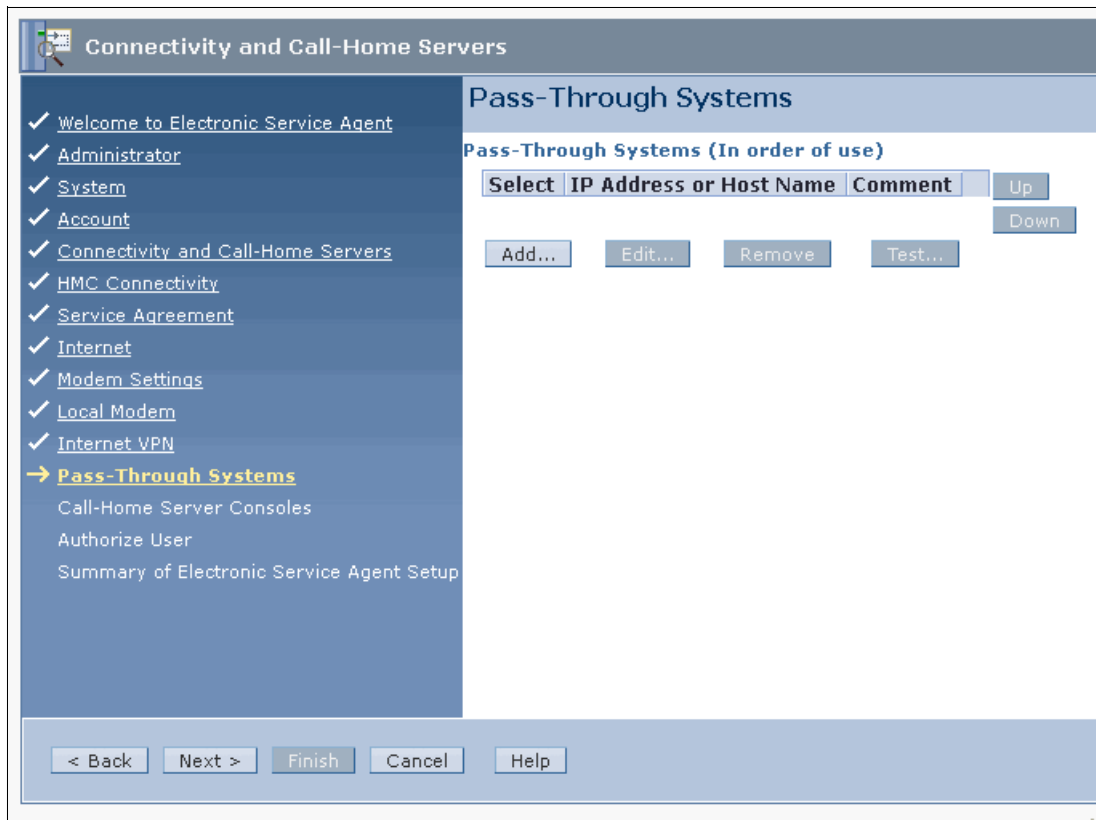 Connectivity and Call-Home Servers
Welcome to Electronic Service Agent
Administrator
System
Account
Connectivity and Call-Home Servers
HMC Connectivity
Service Agreement
Internet
Modem Settings
Local Modem
Internet VPN
Pass-Through Systems
Call-Home Server Consoles
Authorize User
Summary of Electronic Service Agent Setup
Pass-Through Systems
Pass-Through Systems (In order of use)
Select IP Address or Host Name Comment Up
Down
Add... Edit... Remove Test...
< Back Next > Finish Cancel Help